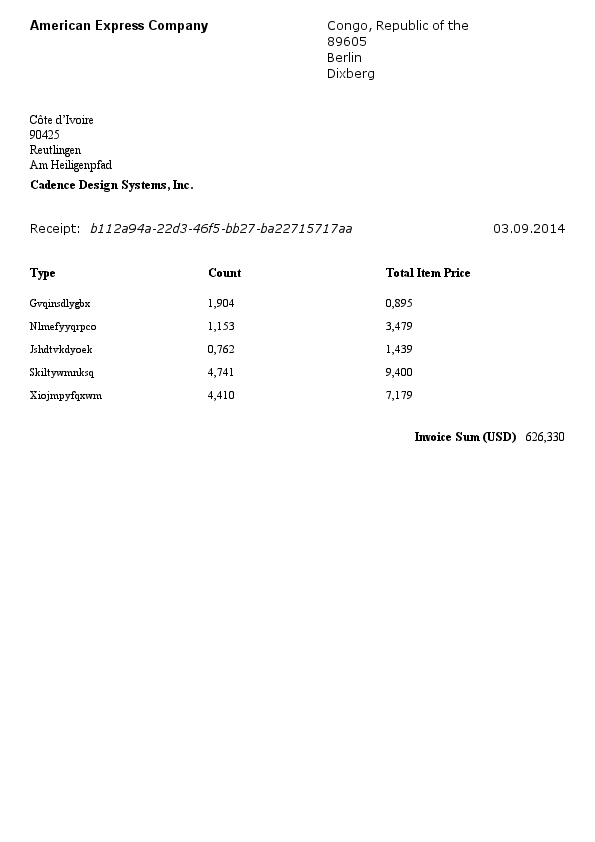 American Express Company
Congo, Republic of the
89605
Berlin
Dixberg
Côte d'Ivoire
90425
Reutlingen
Am Heiligenpfad
Cadence Design Systems, Inc.
Receipt: b112a94a-22d3-46f5-bb27-ba22715717aa 03.09.2014
Type Count Total Item Price
Gvqinsdlygbx 1,904 0,895
Nlmefyyqrpco 1,153 3,479
Jshdtvkdyoek 0,762 1,439
Skiltywmnksq 4,741 9,400
Xiojmpyfqxwm 4,410 7,179
Invoice Sum (USD) 626,330